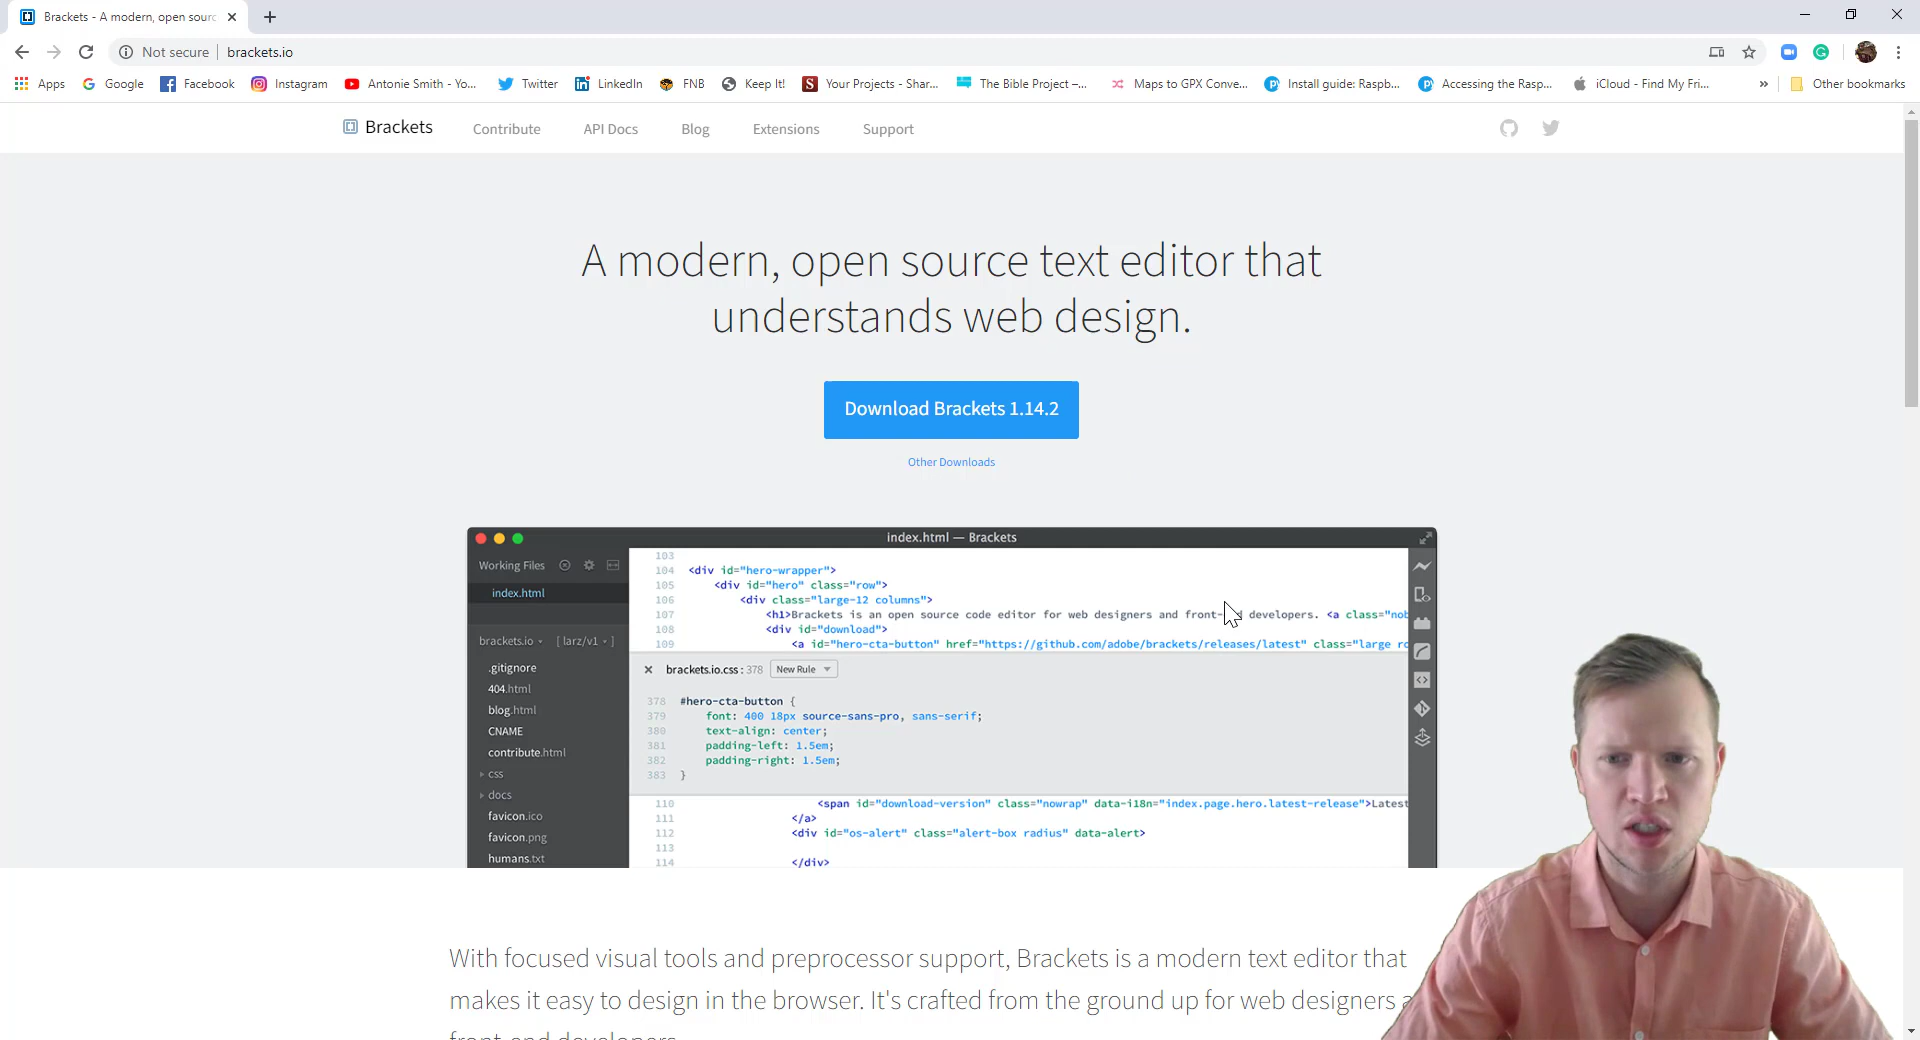 Brackets - A modern, open sourc
Not secure
brackets.io
Apps
Google
Facebook
Instagram
Antonie Smith - Yo...
Twitter
LinkedIn
FNB
Keep It!
Your Projects - Shar...
The Bible Project –...
Maps to GPX Conve...
Install guide: Raspb...
Accessing the Rasp...
iCloud - Find My Fri...
»
Other bookmarks
Brackets
Contribute
API Docs
Blog
Extensions
Support
A modern, open source text editor that
understands web design.
Download Brackets 1.14.2
Other Downloads
index.html — Brackets
Working Files
index.html
brackets.io
[ larz/v1 ]
.gitignore
404.html
blog.html
CNAME
contribute.html
css
docs
favicon.ico
favicon.png
humans.txt
103
104 <div id="hero-wrapper">
105 <div id="hero" class="row">
106 <div class="large-12 columns">
107 <h1>Brackets is an open source code editor for web designers and front- developers. <a class="nob
108 <div id="download">
109 <a id="hero-cta-button" href="https://github.com/adobe/brackets/releases/latest" class="large ro
brackets.io.css : 378 New Rule
378 #hero-cta-button {
379 font: 400 18px source-sans-pro, sans-serif;
380 text-align: center;
381 padding-left: 1.5em;
382 padding-right: 1.5em;
383 }
110 <span id="download-version" class="nowrap" data-i18n="index.page.hero.latest-release">Latest
111 </a>
112 <div id="os-alert" class="alert-box radius" data-alert>
113
114 </div>
With focused visual tools and preprocessor support, Brackets is a modern text editor that
makes it easy to design in the browser. It's crafted from the ground up for web designers a
front-end developers.